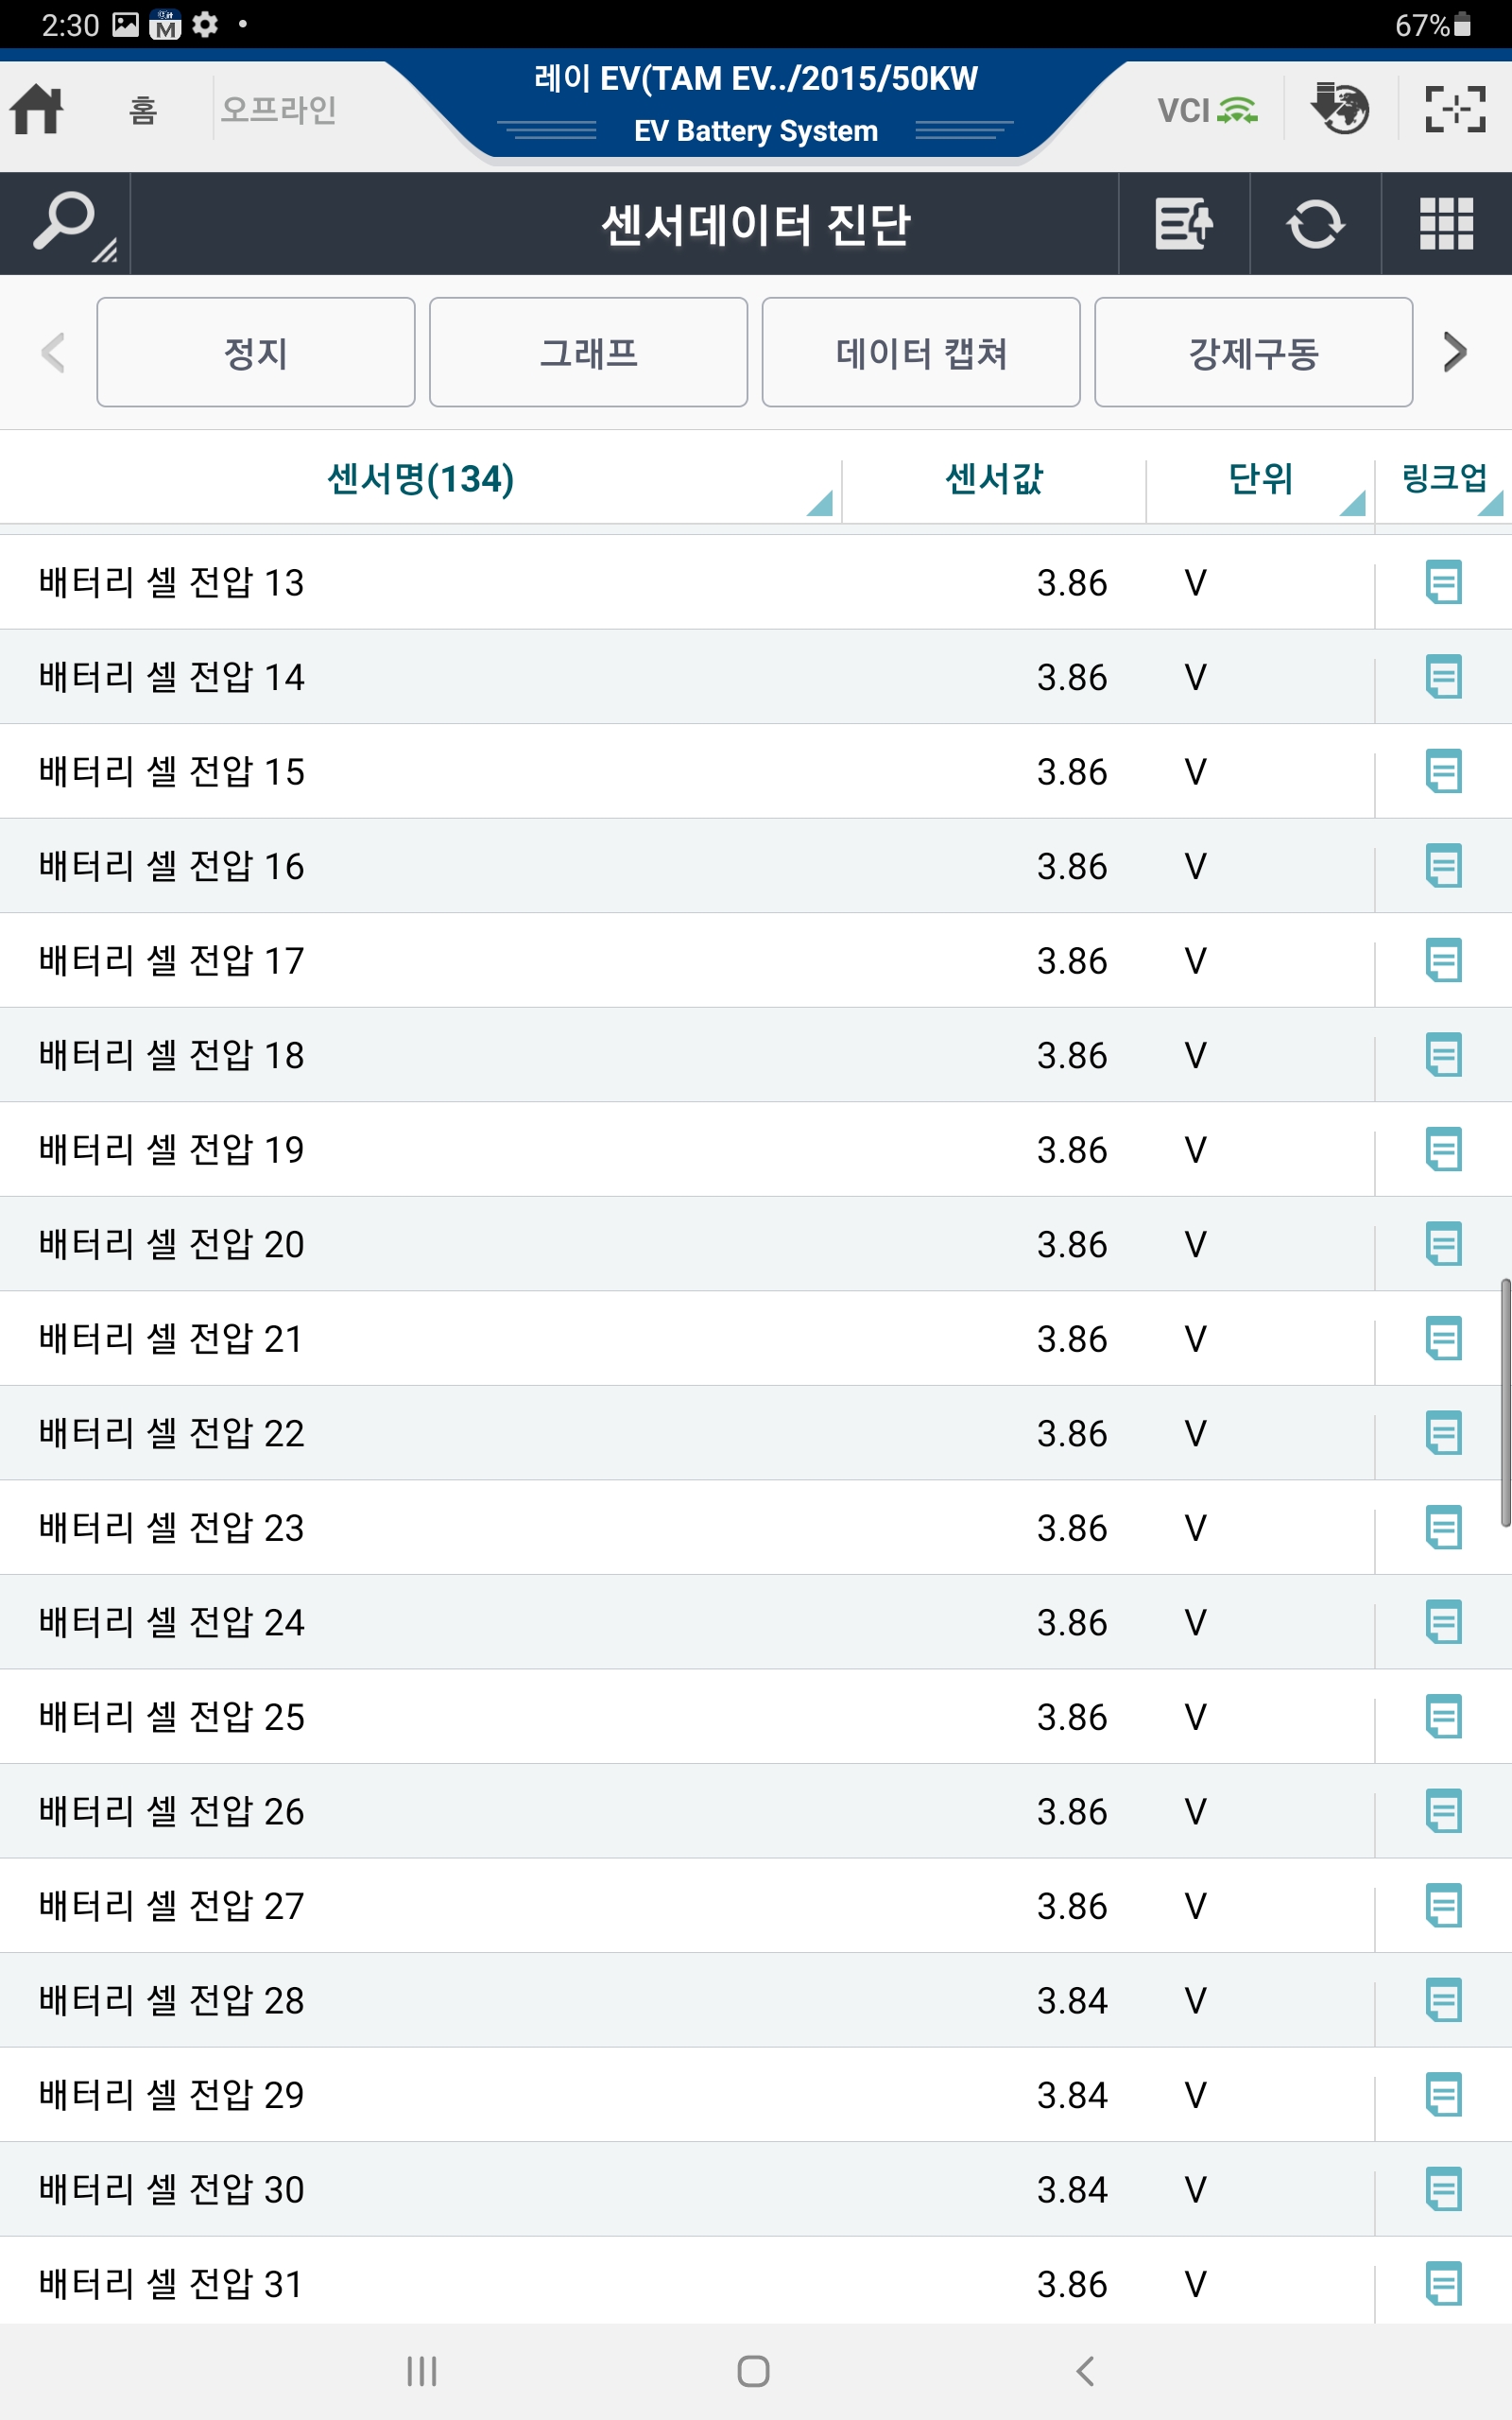 2:30
67%
레이 EV(TAM EV../2015/50KW
EV Battery System
홈
오프라인
VCI
센서데이터 진단
정지
그래프
데이터 캡쳐
강제구동
센서명(134) 센서값 단위 링크업
배터리 셀 전압 13 3.86 V
배터리 셀 전압 14 3.86 V
배터리 셀 전압 15 3.86 V
배터리 셀 전압 16 3.86 V
배터리 셀 전압 17 3.86 V
배터리 셀 전압 18 3.86 V
배터리 셀 전압 19 3.86 V
배터리 셀 전압 20 3.86 V
배터리 셀 전압 21 3.86 V
배터리 셀 전압 22 3.86 V
배터리 셀 전압 23 3.86 V
배터리 셀 전압 24 3.86 V
배터리 셀 전압 25 3.86 V
배터리 셀 전압 26 3.86 V
배터리 셀 전압 27 3.86 V
배터리 셀 전압 28 3.84 V
배터리 셀 전압 29 3.84 V
배터리 셀 전압 30 3.84 V
배터리 셀 전압 31 3.86 V